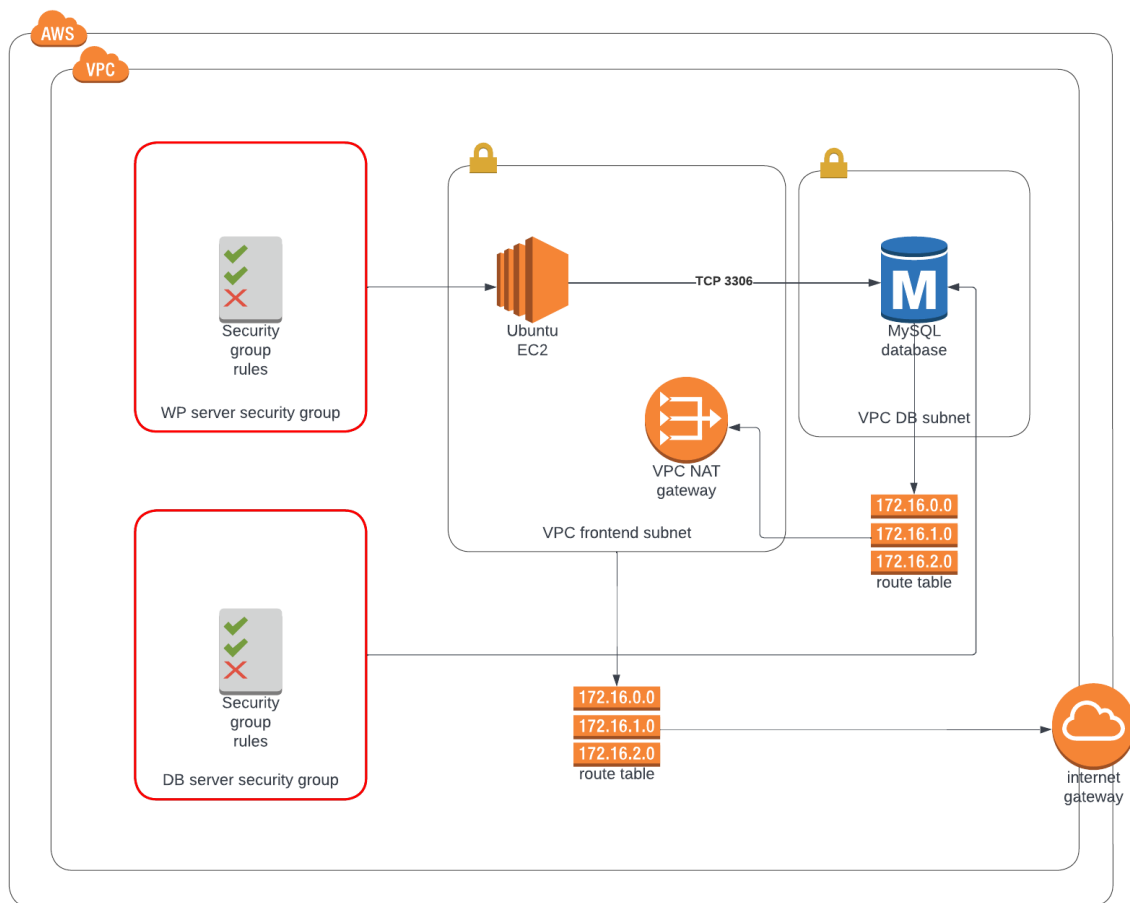 AWS
VPC
Security
group
rules
WP server security group
Ubuntu
EC2
TCP 3306
M
MySQL
database
VPC DB subnet
VPC NAT
gateway
VPC frontend subnet
172.16.0.0
172.16.1.0
172.16.2.0
route table
Security
group
rules
DB server security group
172.16.0.0
172.16.1.0
172.16.2.0
route table
internet
gateway